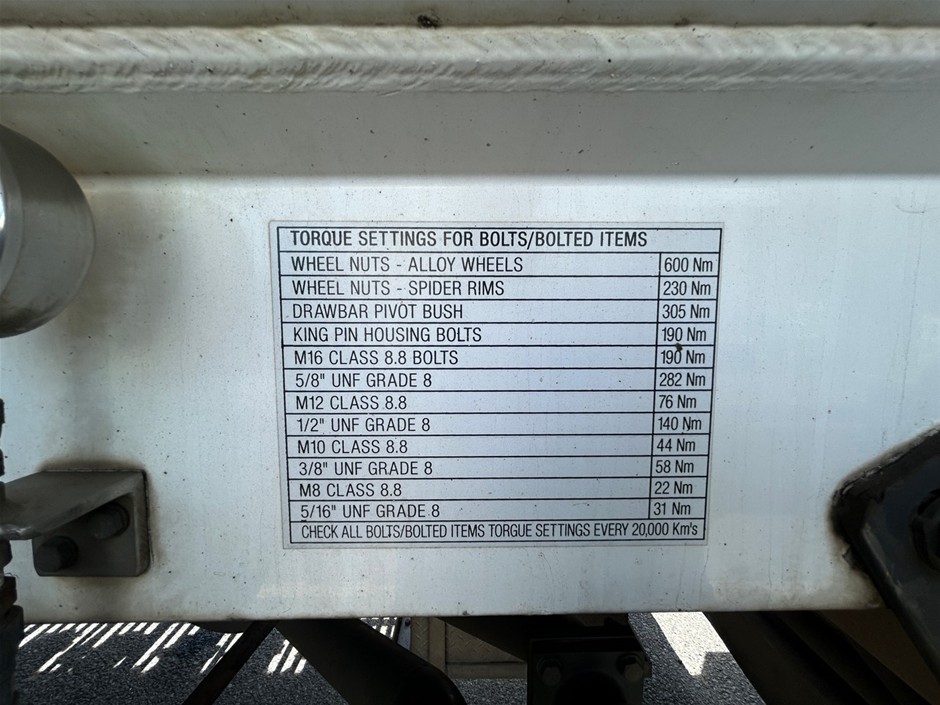 TORQUE SETTINGS FOR BOLTS/BOLTED ITEMS
WHEEL NUTS - ALLOY WHEELS 600 Nm
WHEEL NUTS - SPIDER RIMS 230 Nm
DRAWBAR PIVOT BUSH 305 Nm
KING PIN HOUSING BOLTS 190 Nm
M16 CLASS 8.8 BOLTS 190 Nm
5/8" UNF GRADE 8 282 Nm
M12 CLASS 8.8 76 Nm
1/2" UNF GRADE 8 140 Nm
M10 CLASS 8.8 44 Nm
3/8" UNF GRADE 8 58 Nm
M8 CLASS 8.8 22 Nm
5/16" UNF GRADE 8 31 Nm
CHECK ALL BOLTS/BOLTED ITEMS TORGUE SETTINGS EVERY 20,000 Km's